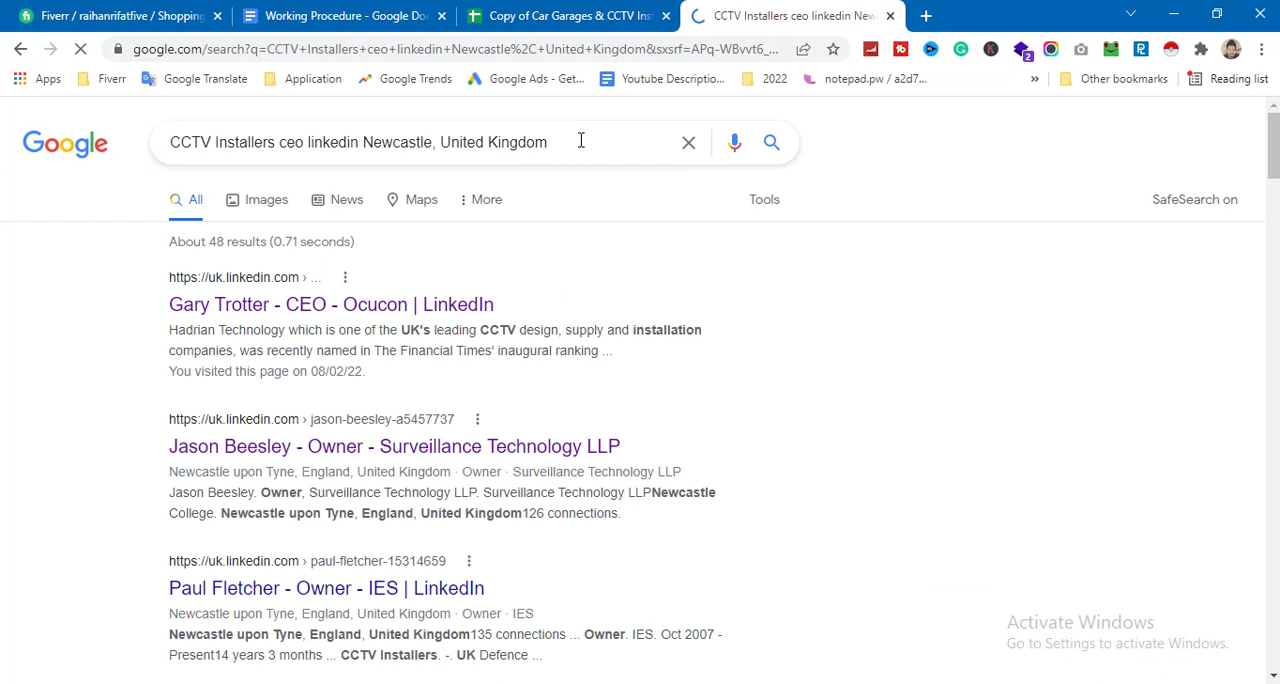 Fiverr / raihanrifatfive / Shopping
Working Procedure - Google Do
Copy of Car Garages & CCTV Ins
CCTV Installers ceo linkedin New
google.com/search?q=CCTV+Installers+ceo+linkedin+Newcastle%2C+United+Kingdom&sxsrf=APq-WBvvt6_...
2
Apps
Fiverr
Google Translate
Application
Google Trends
Google Ads - Get...
Youtube Descriptio...
2022
notepad.pw / a2d7...
»
Other bookmarks
Reading list
Google
CCTV Installers ceo linkedin Newcastle, United Kingdom
All
Images
News
Maps
More
Tools
SafeSearch on
About 48 results (0.71 seconds)
https://uk.linkedin.com › ...
Gary Trotter - CEO - Ocucon | LinkedIn
Hadrian Technology which is one of the UK's leading CCTV design, supply and installation
companies, was recently named in The Financial Times' inaugural ranking ...
You visited this page on 08/02/22.
https://uk.linkedin.com › jason-beesley-a5457737
Jason Beesley - Owner - Surveillance Technology LLP
Newcastle upon Tyne, England, United Kingdom · Owner · Surveillance Technology LLP
Jason Beesley. Owner, Surveillance Technology LLP. Surveillance Technology LLPNewcastle
College. Newcastle upon Tyne, England, United Kingdom126 connections.
https://uk.linkedin.com › paul-fletcher-15314659
Paul Fletcher - Owner - IES | LinkedIn
Newcastle upon Tyne, England, United Kingdom · Owner · IES
Newcastle upon Tyne, England, United Kingdom135 connections ... Owner. IES. Oct 2007 -
Present14 years 3 months ... CCTV Installers. -. UK Defence ...
Activate Windows
Go to Settings to activate Windows.